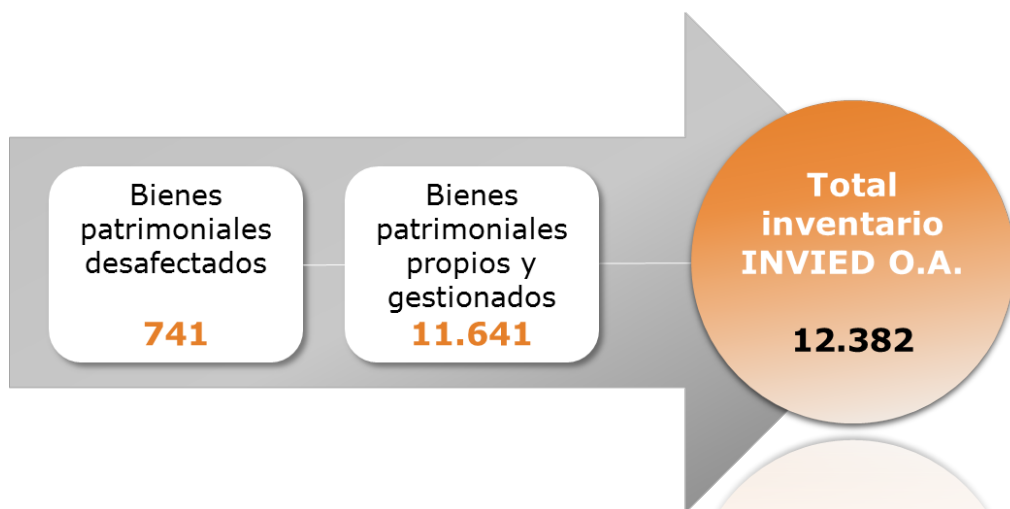 Bienes
patrimoniales
desafectados
741
Bienes
patrimoniales
propios y
gestionados
11.641
Total
inventario
INVIED O.A.
12.382